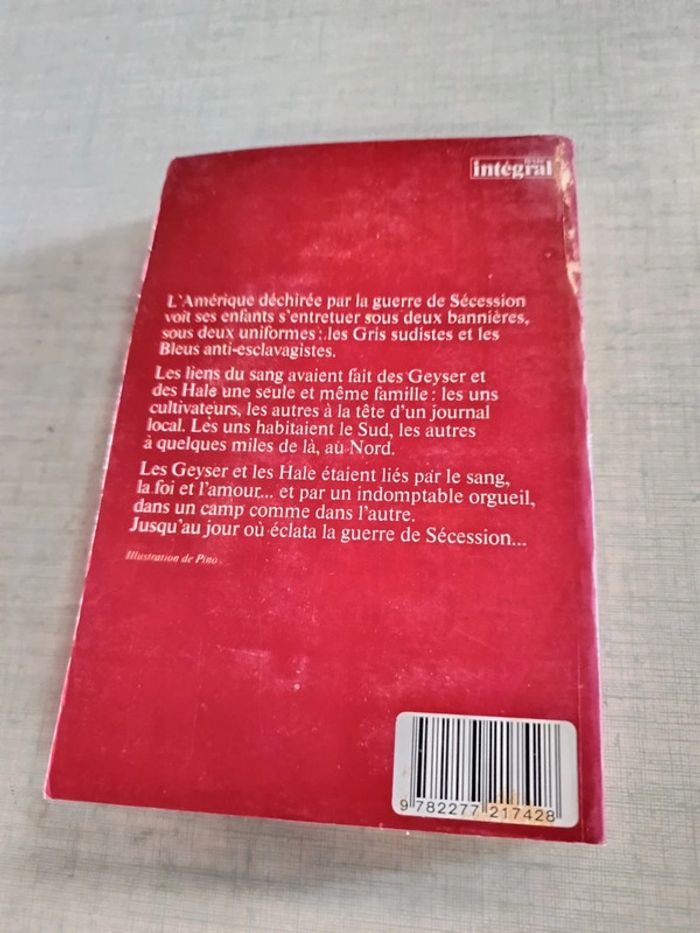 texte
intégral
L'Amérique déchirée par la guerre de Sécession
voit ses enfants s'entretuer sous deux bannières,
sous deux uniformes : les Gris sudistes et les
Bleus anti-esclavagistes.
Les liens du sang avaient fait des Geyser et
des Hale une seule et même famille : les uns
cultivateurs, les autres à la tête d'un journal
local. Les uns habitaient le Sud, les autres
à quelques miles de là, au Nord.
Les Geyser et les Hale étaient liés par le sang,
la foi et l'amour... et par un indomptable orgueil,
dans un camp comme dans l'autre.
Jusqu'au jour où éclata la guerre de Sécession...
Illustration de Pino
9 782277 217428